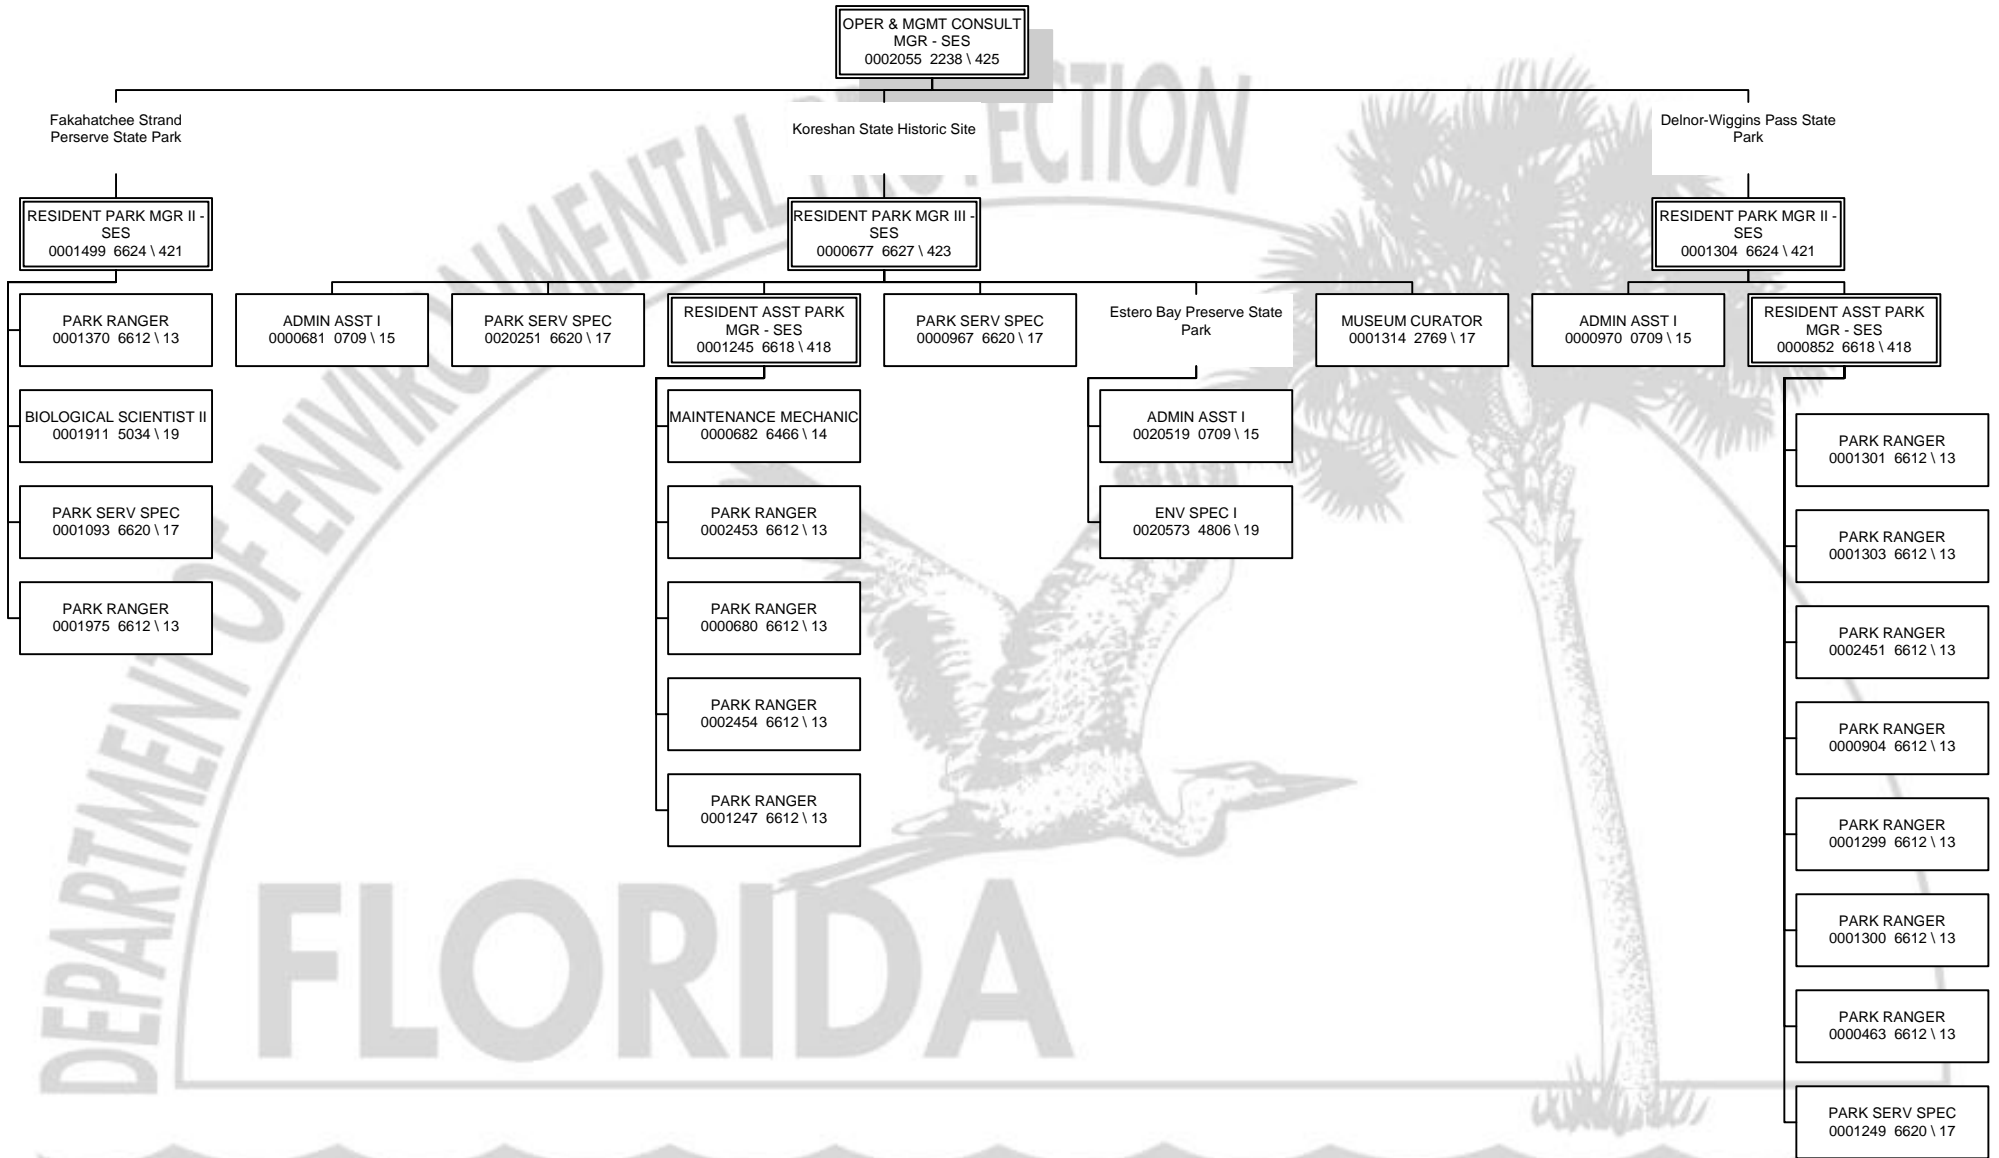 OPER & MGMT CONSULT
MGR - SES
0002055 2238 \ 425
Fakahatchee Strand
Perserve State Park
Koreshan State Historic Site
Delnor-Wiggins Pass State
Park
RESIDENT PARK MGR II -
SES
0001499 6624 \ 421
RESIDENT PARK MGR III -
SES
0000677 6627 \ 423
RESIDENT PARK MGR II -
SES
0001304 6624 \ 421
PARK RANGER
0001370 6612 \ 13
BIOLOGICAL SCIENTIST II
0001911 5034 \ 19
PARK SERV SPEC
0001093 6620 \ 17
PARK RANGER
0001975 6612 \ 13
ADMIN ASST I
0000681 0709 \ 15
PARK SERV SPEC
0020251 6620 \ 17
RESIDENT ASST PARK
MGR - SES
0001245 6618 \ 418
MAINTENANCE MECHANIC
0000682 6466 \ 14
PARK RANGER
0002453 6612 \ 13
PARK RANGER
0000680 6612 \ 13
PARK RANGER
0002454 6612 \ 13
PARK RANGER
0001247 6612 \ 13
PARK SERV SPEC
0000967 6620 \ 17
Estero Bay Preserve State
Park
ADMIN ASST I
0020519 0709 \ 15
ENV SPEC I
0020573 4806 \ 19
MUSEUM CURATOR
0001314 2769 \ 17
ADMIN ASST I
0000970 0709 \ 15
RESIDENT ASST PARK
MGR - SES
0000852 6618 \ 418
PARK RANGER
0001301 6612 \ 13
PARK RANGER
0001303 6612 \ 13
PARK RANGER
0002451 6612 \ 13
PARK RANGER
0000904 6612 \ 13
PARK RANGER
0001299 6612 \ 13
PARK RANGER
0001300 6612 \ 13
PARK RANGER
0000463 6612 \ 13
PARK SERV SPEC
0001249 6620 \ 17
DEPARTMENT OF ENVIRONMENTAL PROTECTION
FLORIDA